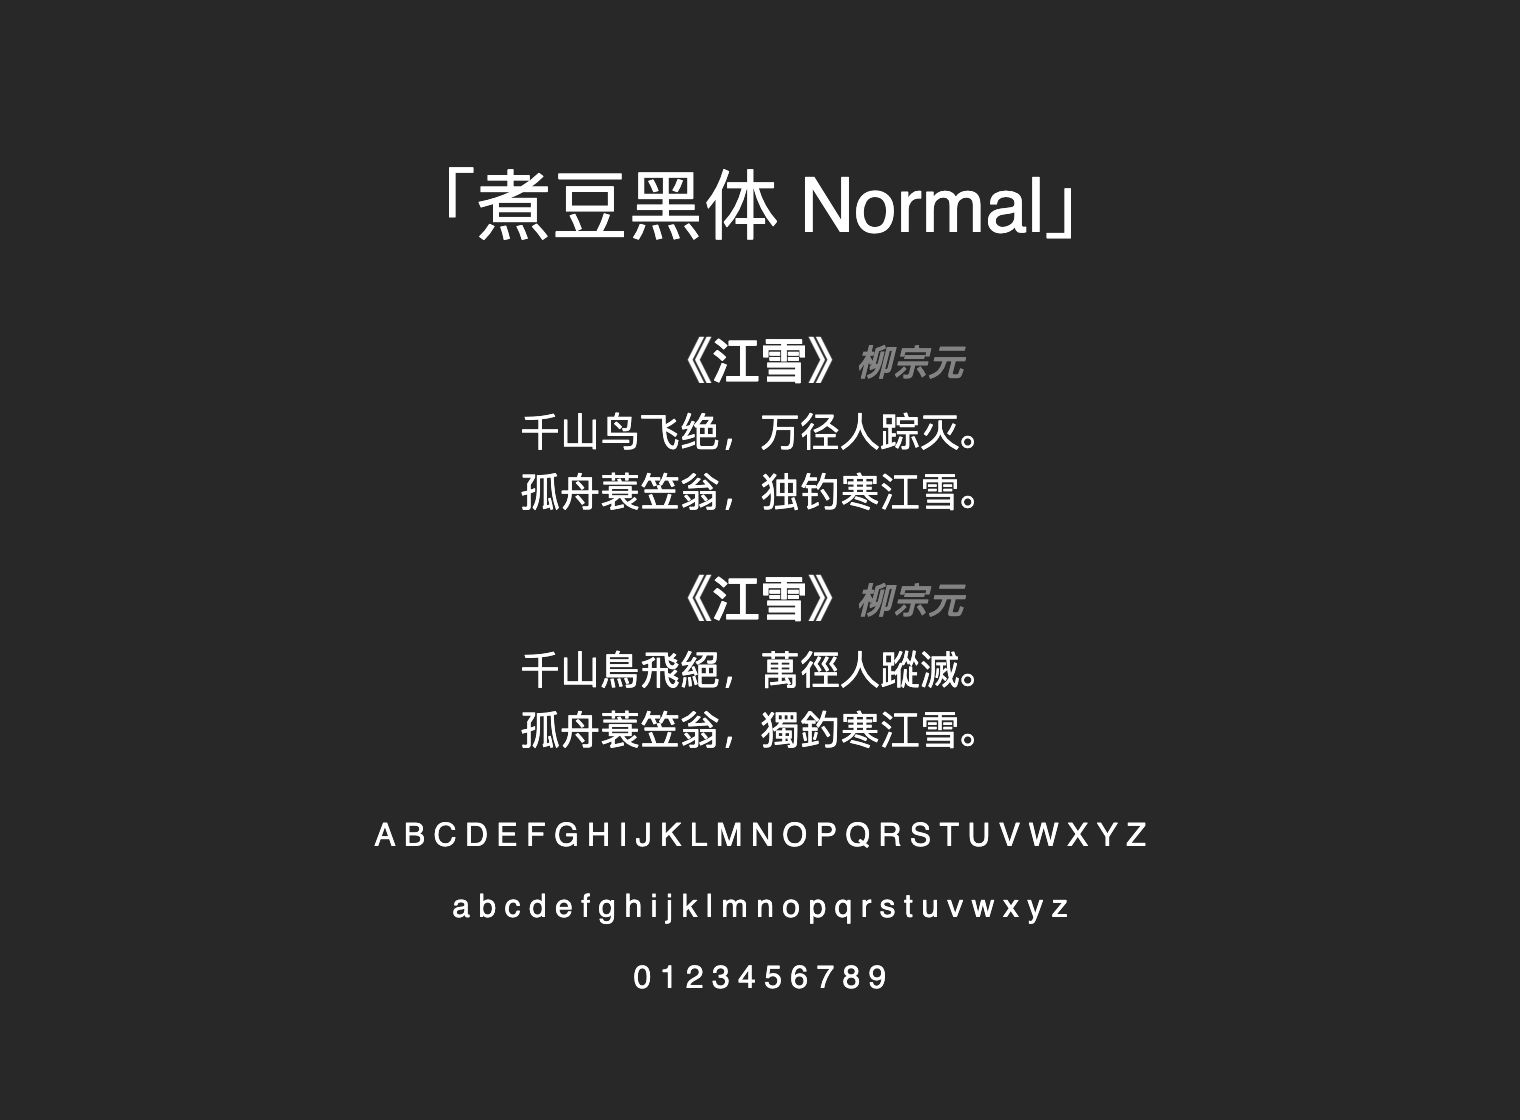 「煮豆黑体 Normal」
《江雪》 柳宗元
千山鸟飞绝，万径人踪灭。
孤舟蓑笠翁，独钓寒江雪。
《江雪》 柳宗元
千山鳥飛絕，萬徑人蹤滅。
孤舟蓑笠翁，獨釣寒江雪。
A B C D E F G H I J K L M N O P Q R S T U V W X Y Z
a b c d e f g h i j k l m n o p q r s t u v w x y z
0 1 2 3 4 5 6 7 8 9